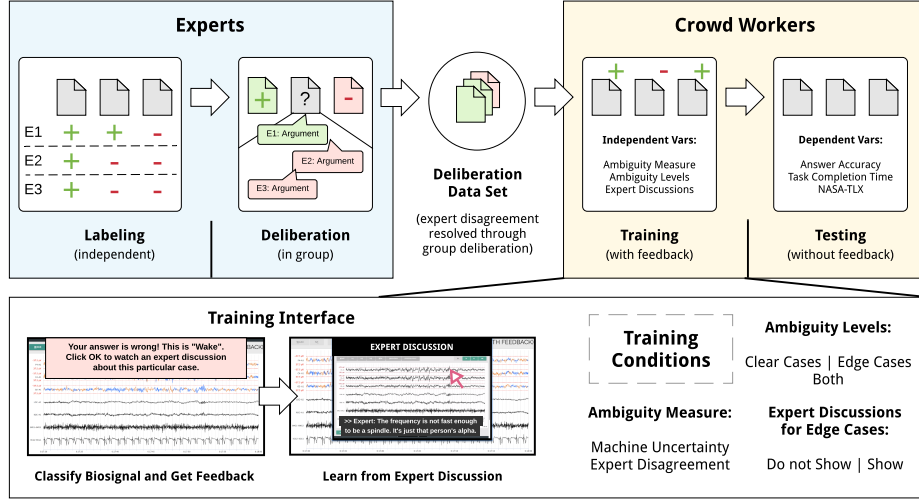 Experts
E1 + + -
E2 + - -
E3 + - -
Labeling
(independent)
+ ? -
E1: Argument
E2: Argument
E3: Argument
Deliberation
(in group)
Deliberation
Data Set
(expert disagreement
resolved through
group deliberation)
Crowd Workers
+ - +
Independent Vars:
Ambiguity Measure
Ambiguity Levels
Expert Discussions
Training
(with feedback)
Dependent Vars:
Answer Accuracy
Task Completion Time
NASA-TLX
Testing
(without feedback)
Training Interface
Your answer is wrong! This is "Wake".
Click OK to watch an expert discussion
about this particular case.
Classify Biosignal and Get Feedback
EXPERT DISCUSSION
>> Expert: The frequency is not fast enough
to be a spindle. It's just that person's alpha.
Learn from Expert Discussion
Training
Conditions
Ambiguity Levels:
Clear Cases | Edge Cases
Both
Ambiguity Measure:
Machine Uncertainty
Expert Disagreement
Expert Discussions
for Edge Cases:
Do not Show | Show